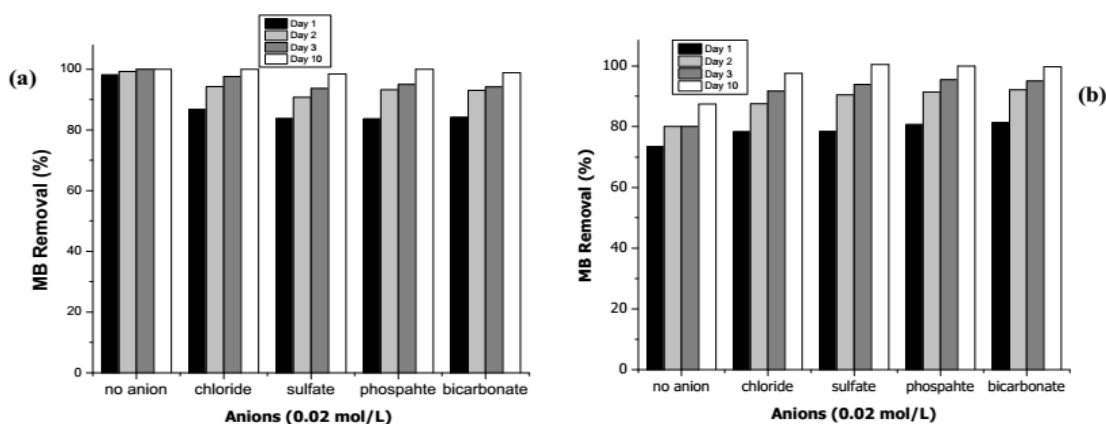 (a)
Day 1
Day 2
Day 3
Day 10
MB Removal (%)
100
80
60
40
20
0
no anion chloride sulfate phospahte bicarbonate
Anions (0.02 mol/L)
(b)
Day 1
Day 2
Day 3
Day 10
MB Removal (%)
100
80
60
40
20
0
no anion chloride sulfate phospahte bicarbonate
Anions (0.02 mol/L)